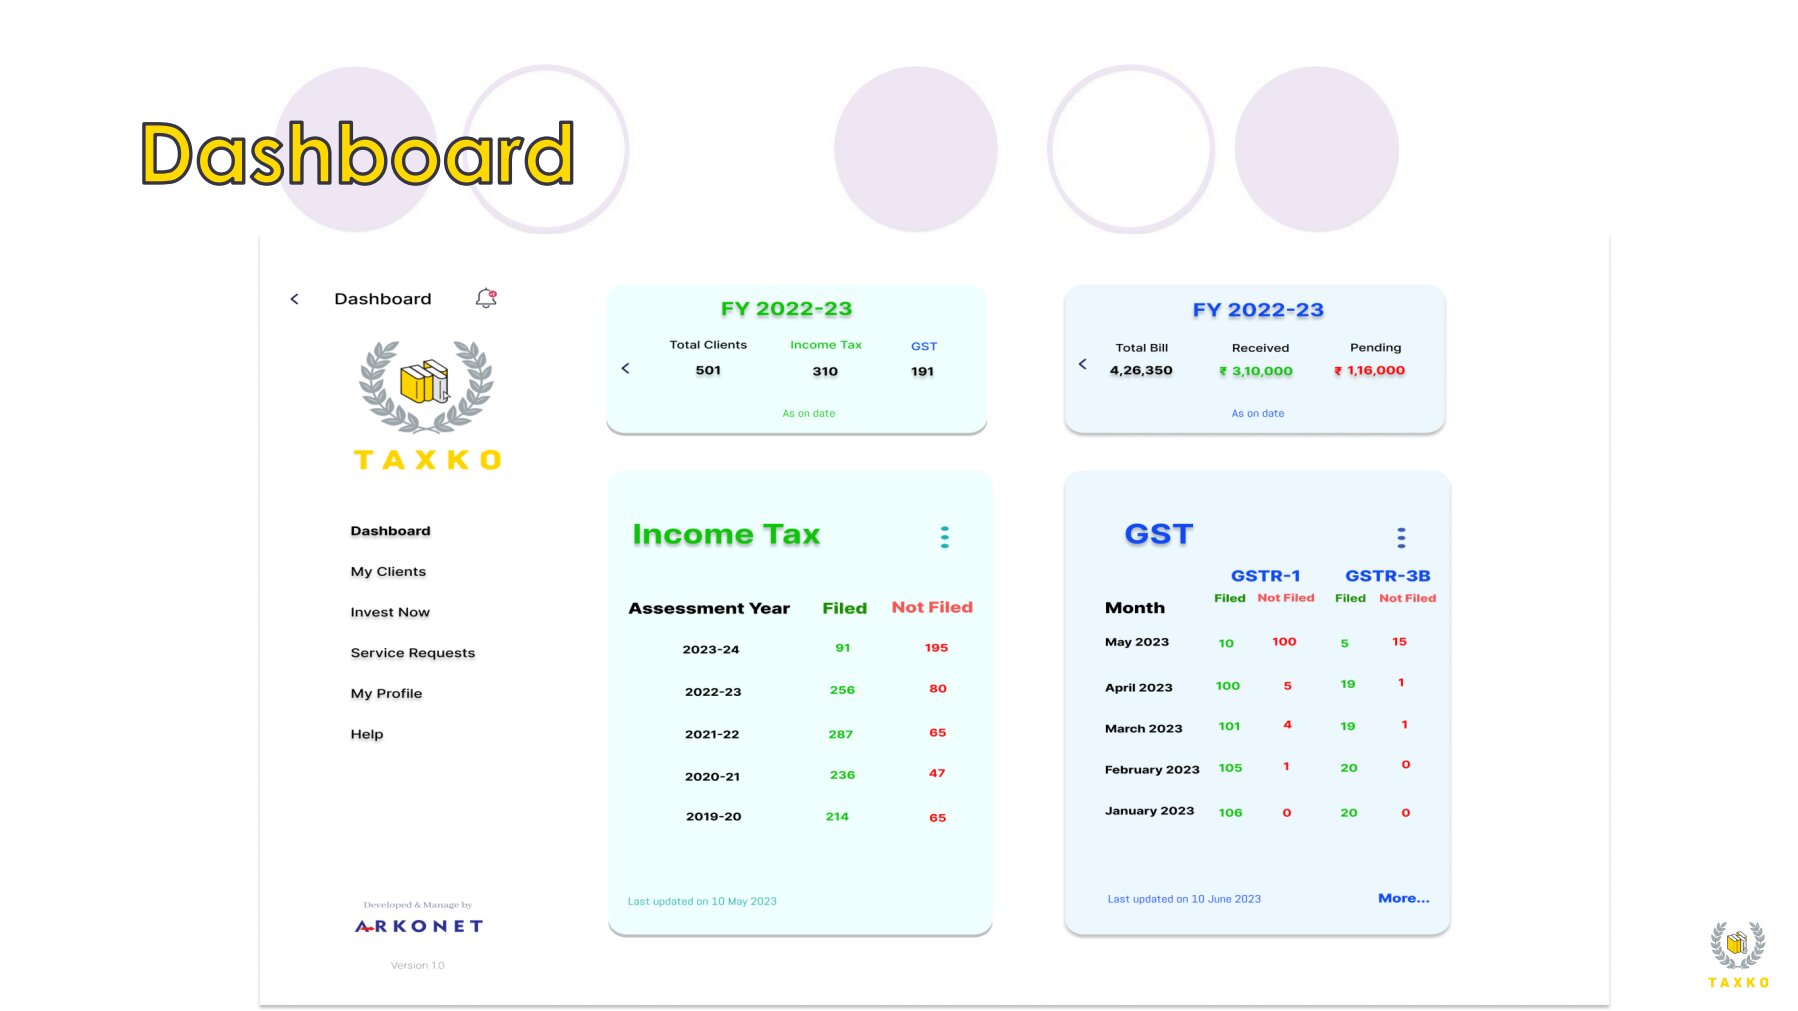 Dashboard
Dashboard
TAXKO
Dashboard
My Clients
Invest Now
Service Requests
My Profile
Help
Developed & Manage by
ARKONET
Version 1.0
FY 2022-23
Total Clients Income Tax GST
501 310 191
As on date
FY 2022-23
Total Bill Received Pending
4,26,350 ₹ 3,10,000 ₹ 1,16,000
As on date
Income Tax
Assessment Year Filed Not Filed
2023-24 91 195
2022-23 256 80
2021-22 287 65
2020-21 236 47
2019-20 214 65
Last updated on 10 May 2023
GST
GSTR-1 GSTR-3B
Month Filed Not Filed Filed Not Filed
May 2023 10 100 5 15
April 2023 100 5 19 1
March 2023 101 4 19 1
February 2023 105 1 20 0
January 2023 106 0 20 0
Last updated on 10 June 2023 More...
TAXKO